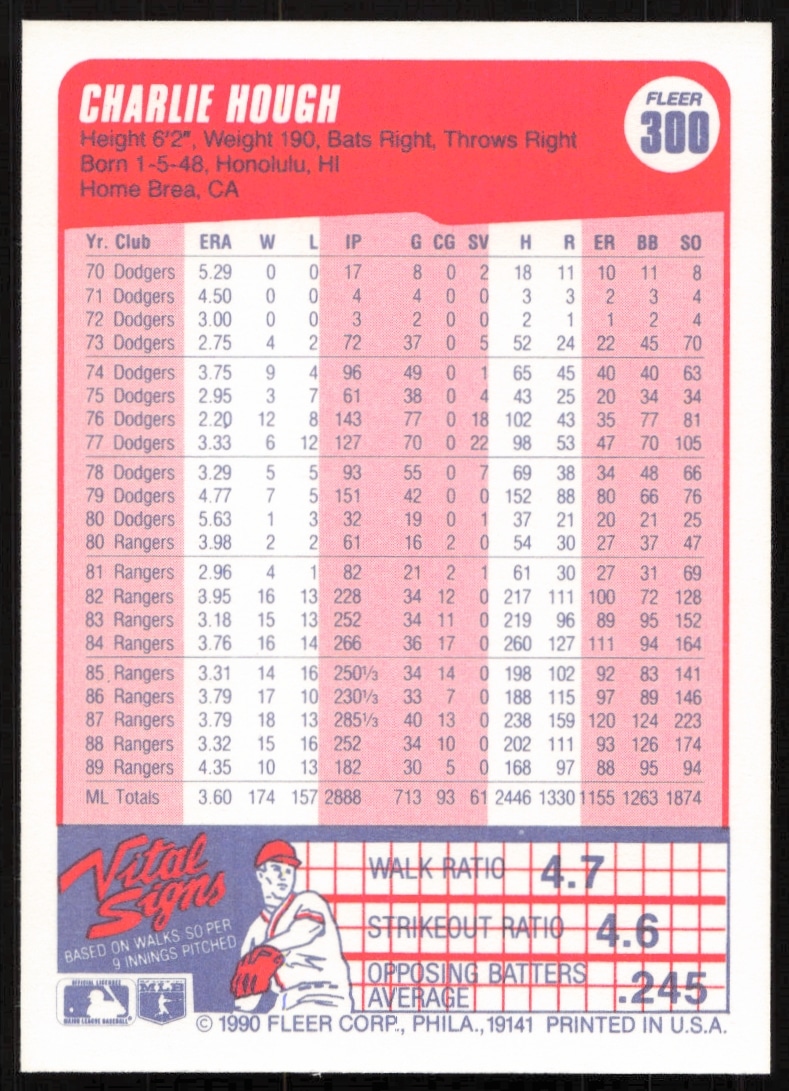 CHARLIE HOUGH
FLEER
300
Height 6'2", Weight 190, Bats Right, Throws Right
Born 1-5-48, Honolulu, HI
Home Brea, CA
Yr. Club ERA W L IP G CG SV H R ER BB SO
70 Dodgers 5.29 0 0 17 8 0 2 18 11 10 11 8
71 Dodgers 4.50 0 0 4 4 0 0 3 3 2 3 4
72 Dodgers 3.00 0 0 3 2 0 0 2 1 1 2 4
73 Dodgers 2.75 4 2 72 37 0 5 52 24 22 45 70
74 Dodgers 3.75 9 4 96 49 0 1 65 45 40 40 63
75 Dodgers 2.95 3 7 61 38 0 4 43 25 20 34 34
76 Dodgers 2.20 12 8 143 77 0 18 102 43 35 77 81
77 Dodgers 3.33 6 12 127 70 0 22 98 53 47 70 105
78 Dodgers 3.29 5 5 93 55 0 7 69 38 34 48 66
79 Dodgers 4.77 7 5 151 42 0 0 152 88 80 66 76
80 Dodgers 5.63 1 3 32 19 0 1 37 21 20 21 25
80 Rangers 3.98 2 2 61 16 2 0 54 30 27 37 47
81 Rangers 2.96 4 1 82 21 2 1 61 30 27 31 69
82 Rangers 3.95 16 13 228 34 12 0 217 111 100 72 128
83 Rangers 3.18 15 13 252 34 11 0 219 96 89 95 152
84 Rangers 3.76 16 14 266 36 17 0 260 127 111 94 164
85 Rangers 3.31 14 16 250⅓ 34 14 0 198 102 92 83 141
86 Rangers 3.79 17 10 230⅓ 33 7 0 188 115 97 89 146
87 Rangers 3.79 18 13 285⅓ 40 13 0 238 159 120 124 223
88 Rangers 3.32 15 16 252 34 10 0 202 111 93 126 174
89 Rangers 4.35 10 13 182 30 5 0 168 97 88 95 94
ML Totals 3.60 174 157 2888 713 93 61 2446 1330 1155 1263 1874
Vital Signs
BASED ON WALKS SO PER
9 INNINGS PITCHED
WALK RATIO 4.7
STRIKEOUT RATIO 4.6
OPPOSING BATTERS
AVERAGE .245
OFFICIAL LICENSEE
MAJOR LEAGUE BASEBALL
MLB
© 1990 FLEER CORP., PHILA., 19141 PRINTED IN U.S.A.